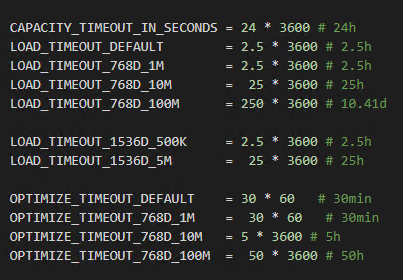 CAPACITY_TIMEOUT_IN_SECONDS = 24 * 3600 # 24h
LOAD_TIMEOUT_DEFAULT        = 2.5 * 3600 # 2.5h
LOAD_TIMEOUT_768D_1M        = 2.5 * 3600 # 2.5h
LOAD_TIMEOUT_768D_10M       =  25 * 3600 # 25h
LOAD_TIMEOUT_768D_100M      = 250 * 3600 # 10.41d

LOAD_TIMEOUT_1536D_500K     = 2.5 * 3600 # 2.5h
LOAD_TIMEOUT_1536D_5M       =  25 * 3600 # 25h

OPTIMIZE_TIMEOUT_DEFAULT    = 30 * 60   # 30min
OPTIMIZE_TIMEOUT_768D_1M    =  30 * 60   # 30min
OPTIMIZE_TIMEOUT_768D_10M   = 5 * 3600 # 5h
OPTIMIZE_TIMEOUT_768D_100M  =  50 * 3600 # 50h